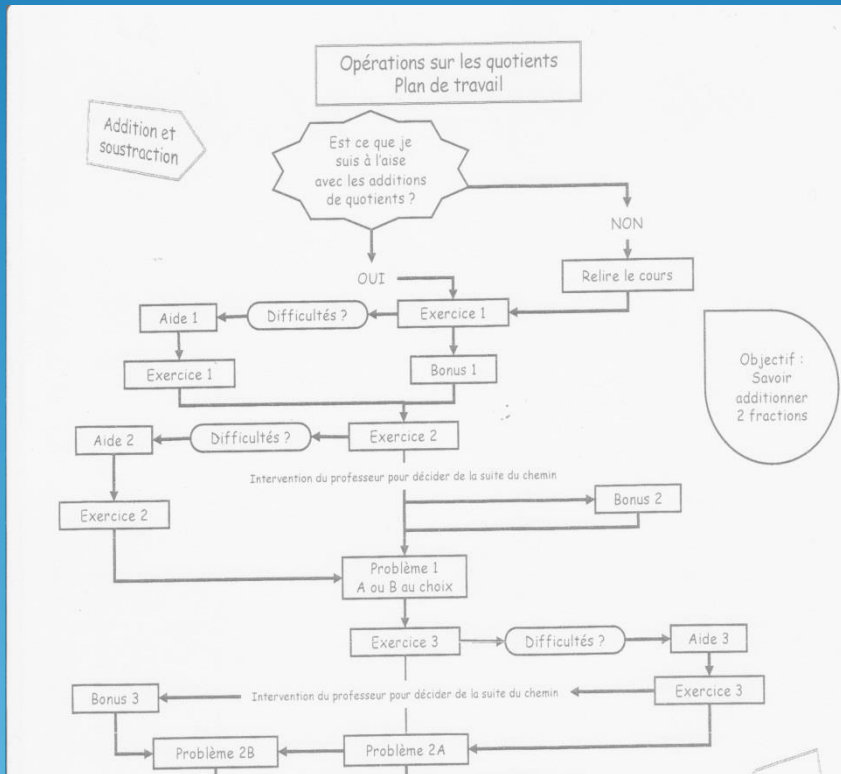 Opérations sur les quotients
Plan de travail
Addition et
soustraction
Est ce que je
suis à l'aise
avec les additions
de quotients ?
NON
OUI
Relire le cours
Aide 1
Difficultés ?
Exercice 1
Exercice 1
Bonus 1
Objectif :
Savoir
additionner
2 fractions
Aide 2
Difficultés ?
Exercice 2
Intervention du professeur pour décider de la suite du chemin
Exercice 2
Bonus 2
Problème 1
A ou B au choix
Exercice 3
Difficultés ?
Aide 3
Bonus 3
Intervention du professeur pour décider de la suite du chemin
Exercice 3
Problème 2B
Problème 2A